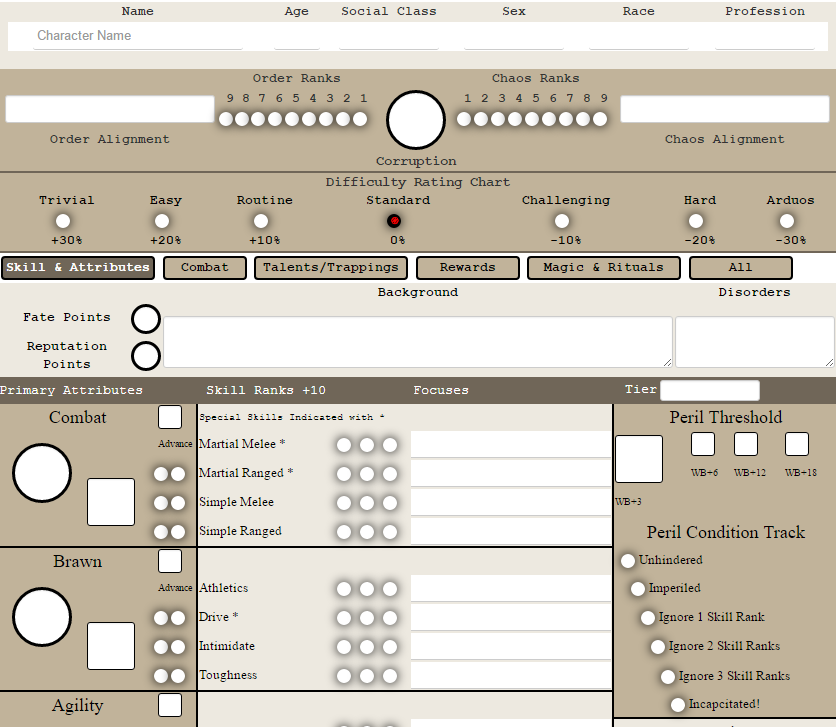 Name Age Social Class Sex Race Profession
Character Name
Order Ranks Chaos Ranks
9 8 7 6 5 4 3 2 1 1 2 3 4 5 6 7 8 9
Order Alignment Chaos Alignment
Corruption
Difficulty Rating Chart
Trivial Easy Routine Standard Challenging Hard Arduos
+30% +20% +10% 0% -10% -20% -30%
Skill & Attributes Combat Talents/Trappings Rewards Magic & Rituals All
Background Disorders
Fate Points
Reputation
Points
Primary Attributes Skill Ranks +10 Focuses Tier
Combat Special Skills Indicated with * Peril Threshold
Advance Martial Melee *
Martial Ranged * WB+6 WB+12 WB+18
Simple Melee WB+3
Simple Ranged Peril Condition Track
Brawn Unhindered
Advance Athletics Imperiled
Drive * Ignore 1 Skill Rank
Intimidate Ignore 2 Skill Ranks
Toughness Ignore 3 Skill Ranks
Agility Incapcitated!